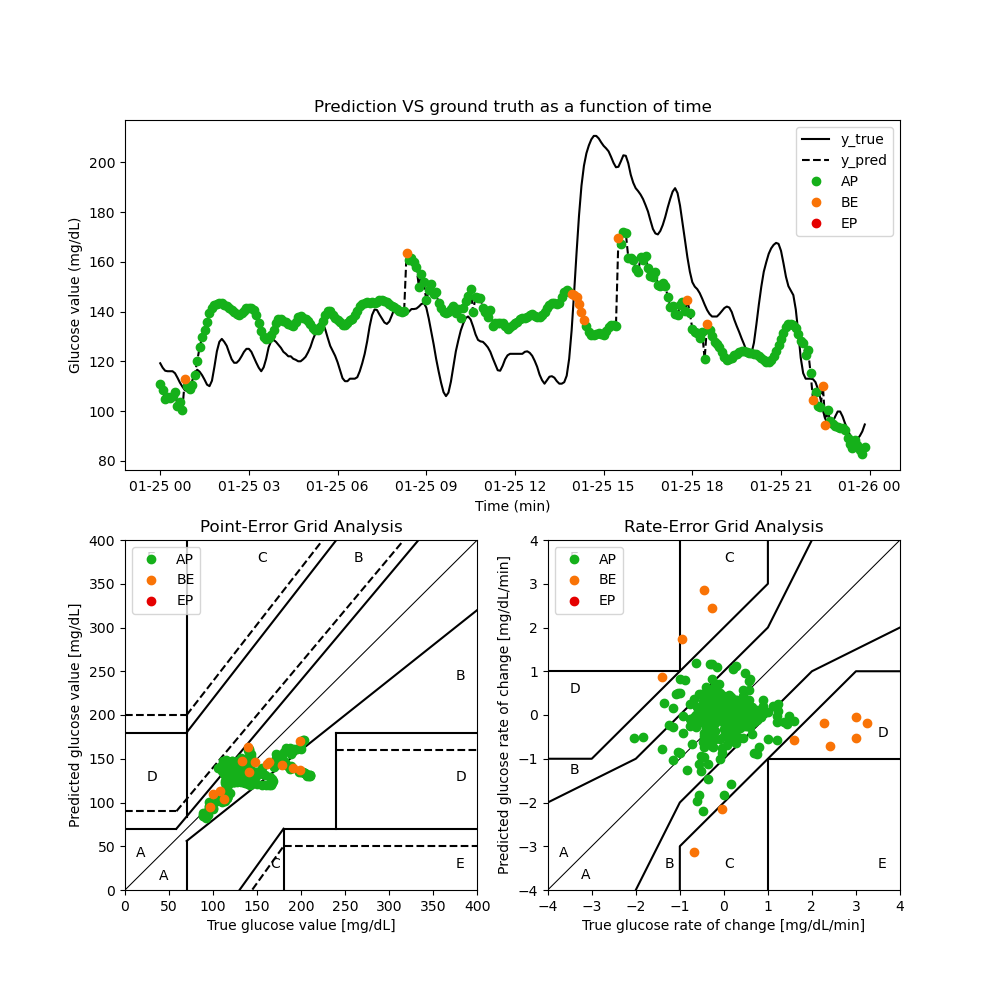 Prediction VS ground truth as a function of time
Glucose value (mg/dL)
200
180
160
140
120
100
80
y_true
y_pred
AP
BE
EP
01-25 00 01-25 03 01-25 06 01-25 09 01-25 12 01-25 15 01-25 18 01-25 21 01-26 00
Time (min)
Point-Error Grid Analysis
Predicted glucose value [mg/dL]
400
350
300
250
200
150
100
50
0
AP
BE
EP
C B
B
D D
A
A C E
0 50 100 150 200 250 300 350 400
True glucose value [mg/dL]
Rate-Error Grid Analysis
Predicted glucose rate of change [mg/dL/min]
4
3
2
1
0
−1
−2
−3
−4
AP
BE
EP
C
D
D
B
A
A B C E
−4 −3 −2 −1 0 1 2 3 4
True glucose rate of change [mg/dL/min]